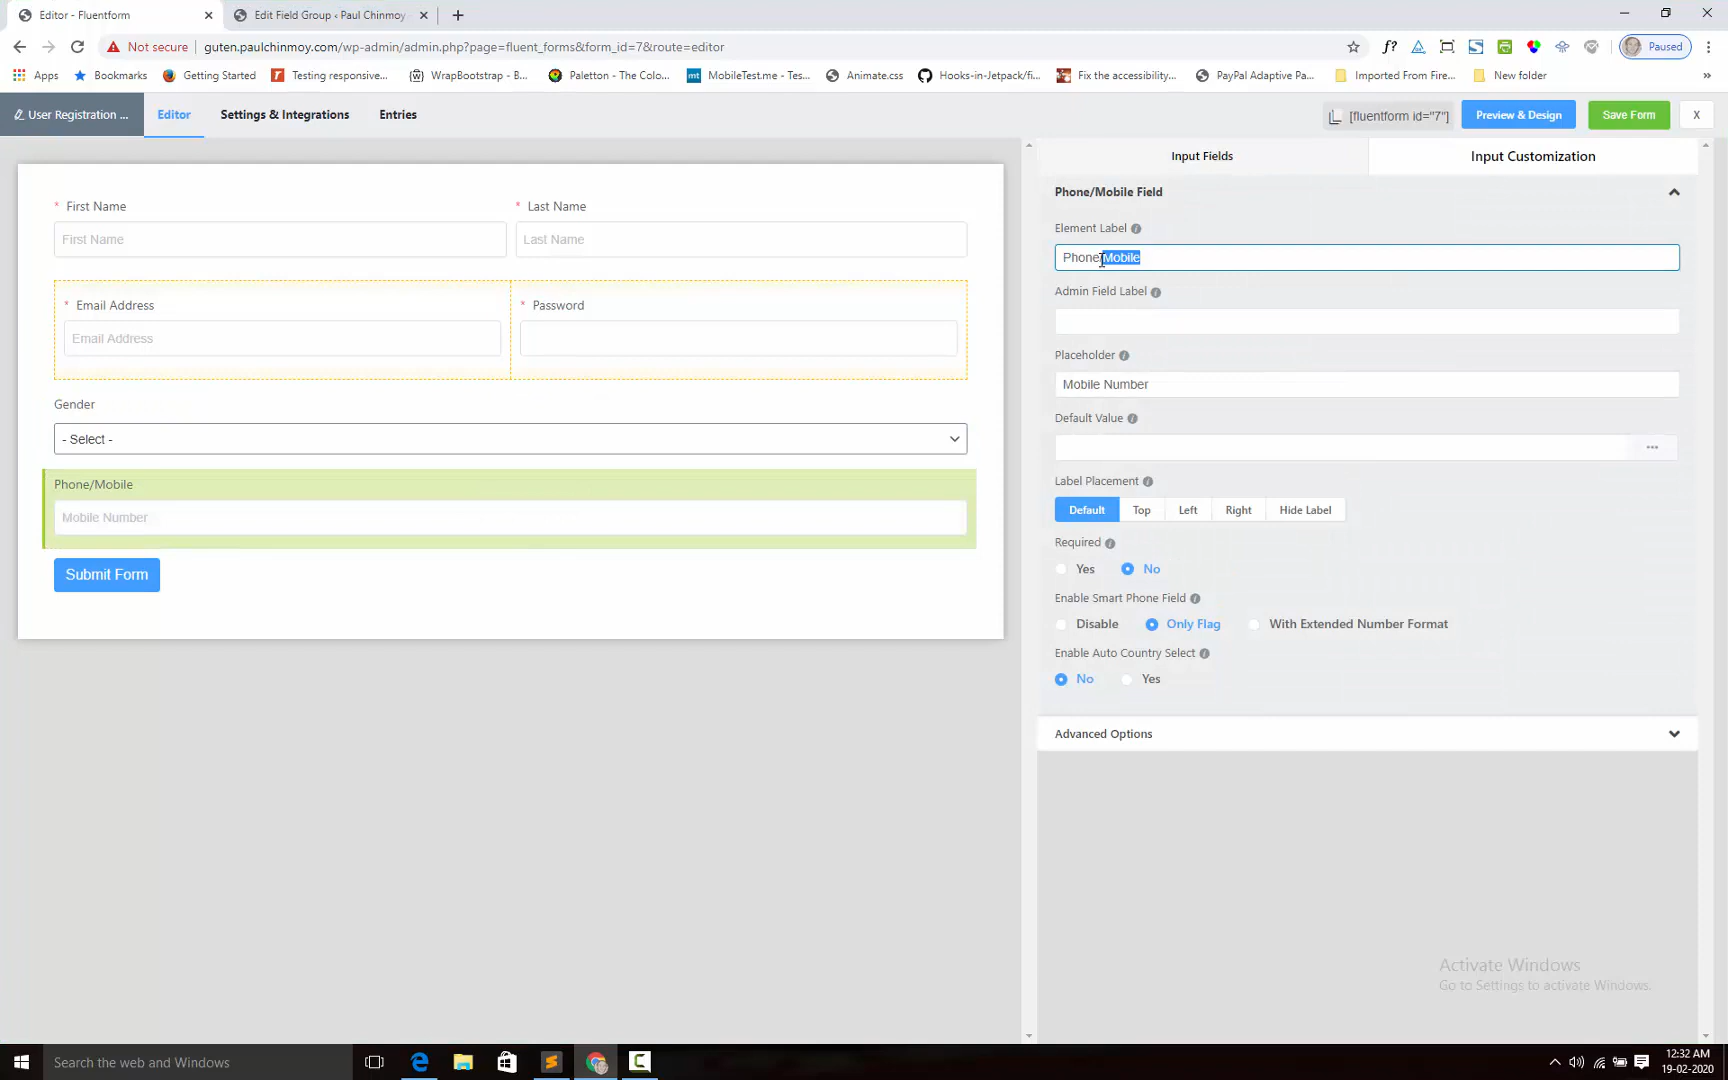 Editor - Fluentform
Edit Field Group ‹ Paul Chinmoy
Not secure guten.paulchinmoy.com/wp-admin/admin.php?page=fluent_forms&form_id=7&route=editor
f?
Paused
Apps Bookmarks Getting Started Testing responsive... WrapBootstrap - B... Paletton - The Colo... MobileTest.me - Tes... Animate.css Hooks-in-Jetpack/fi... Fix the accessibility... PayPal Adaptive Pa... Imported From Fire... New folder »
User Registration ... Editor Settings & Integrations Entries [fluentform id="7"] Preview & Design Save Form X
Input Fields Input Customization
* First Name * Last Name
First Name Last Name
* Email Address * Password
Email Address
Gender
- Select -
Phone/Mobile
Mobile Number
Submit Form
Phone/Mobile Field
Element Label
Phone/Mobile
Admin Field Label
Placeholder
Mobile Number
Default Value
...
Label Placement
Default Top Left Right Hide Label
Required
Yes No
Enable Smart Phone Field
Disable Only Flag With Extended Number Format
Enable Auto Country Select
No Yes
Advanced Options
Activate Windows
Go to Settings to activate Windows.
Search the web and Windows
12:32 AM
19-02-2020